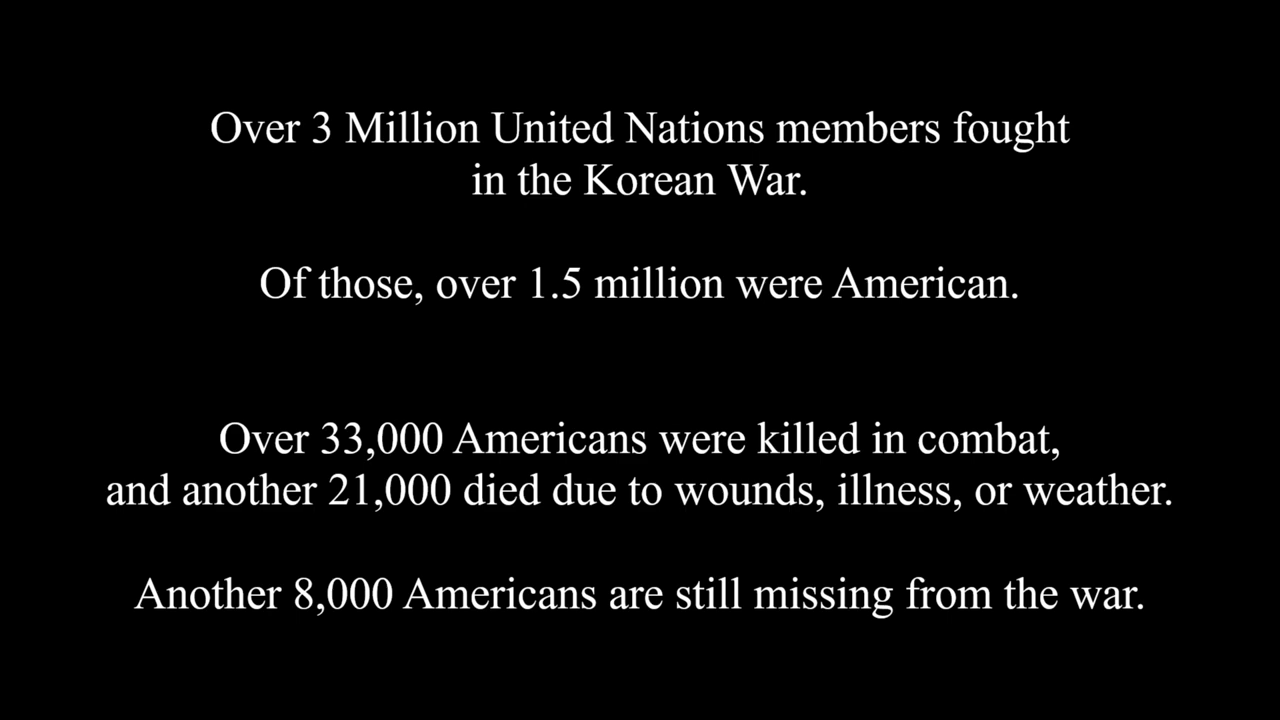 Over 3 Million United Nations members fought
in the Korean War.
Of those, over 1.5 million were American.
Over 33,000 Americans were killed in combat,
and another 21,000 died due to wounds, illness, or weather.
Another 8,000 Americans are still missing from the war.